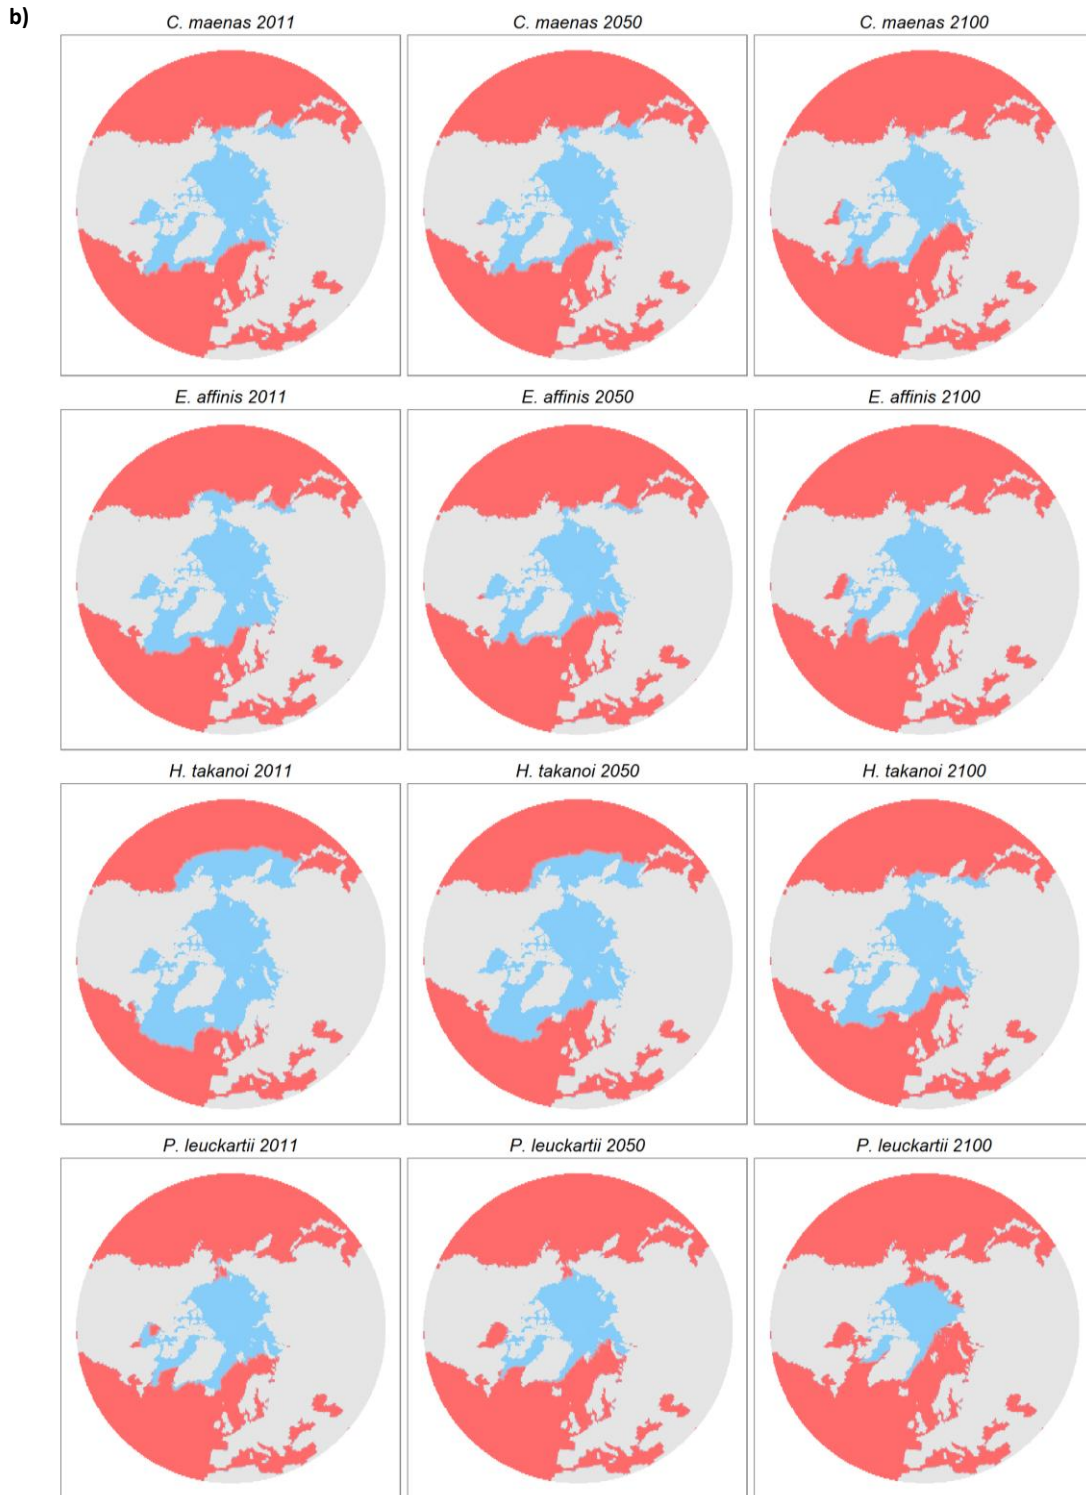 b)
C. maenas 2011
C. maenas 2050
C. maenas 2100
E. affinis 2011
E. affinis 2050
E. affinis 2100
H. takanoi 2011
H. takanoi 2050
H. takanoi 2100
P. leuckartii 2011
P. leuckartii 2050
P. leuckartii 2100